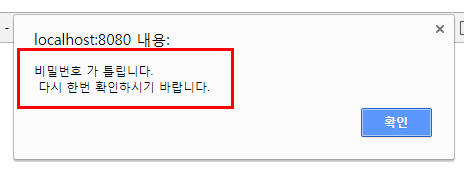 localhost:8080 내용:
비밀번호 가 틀립니다.
다시 한번 확인하시기 바랍니다.
확인